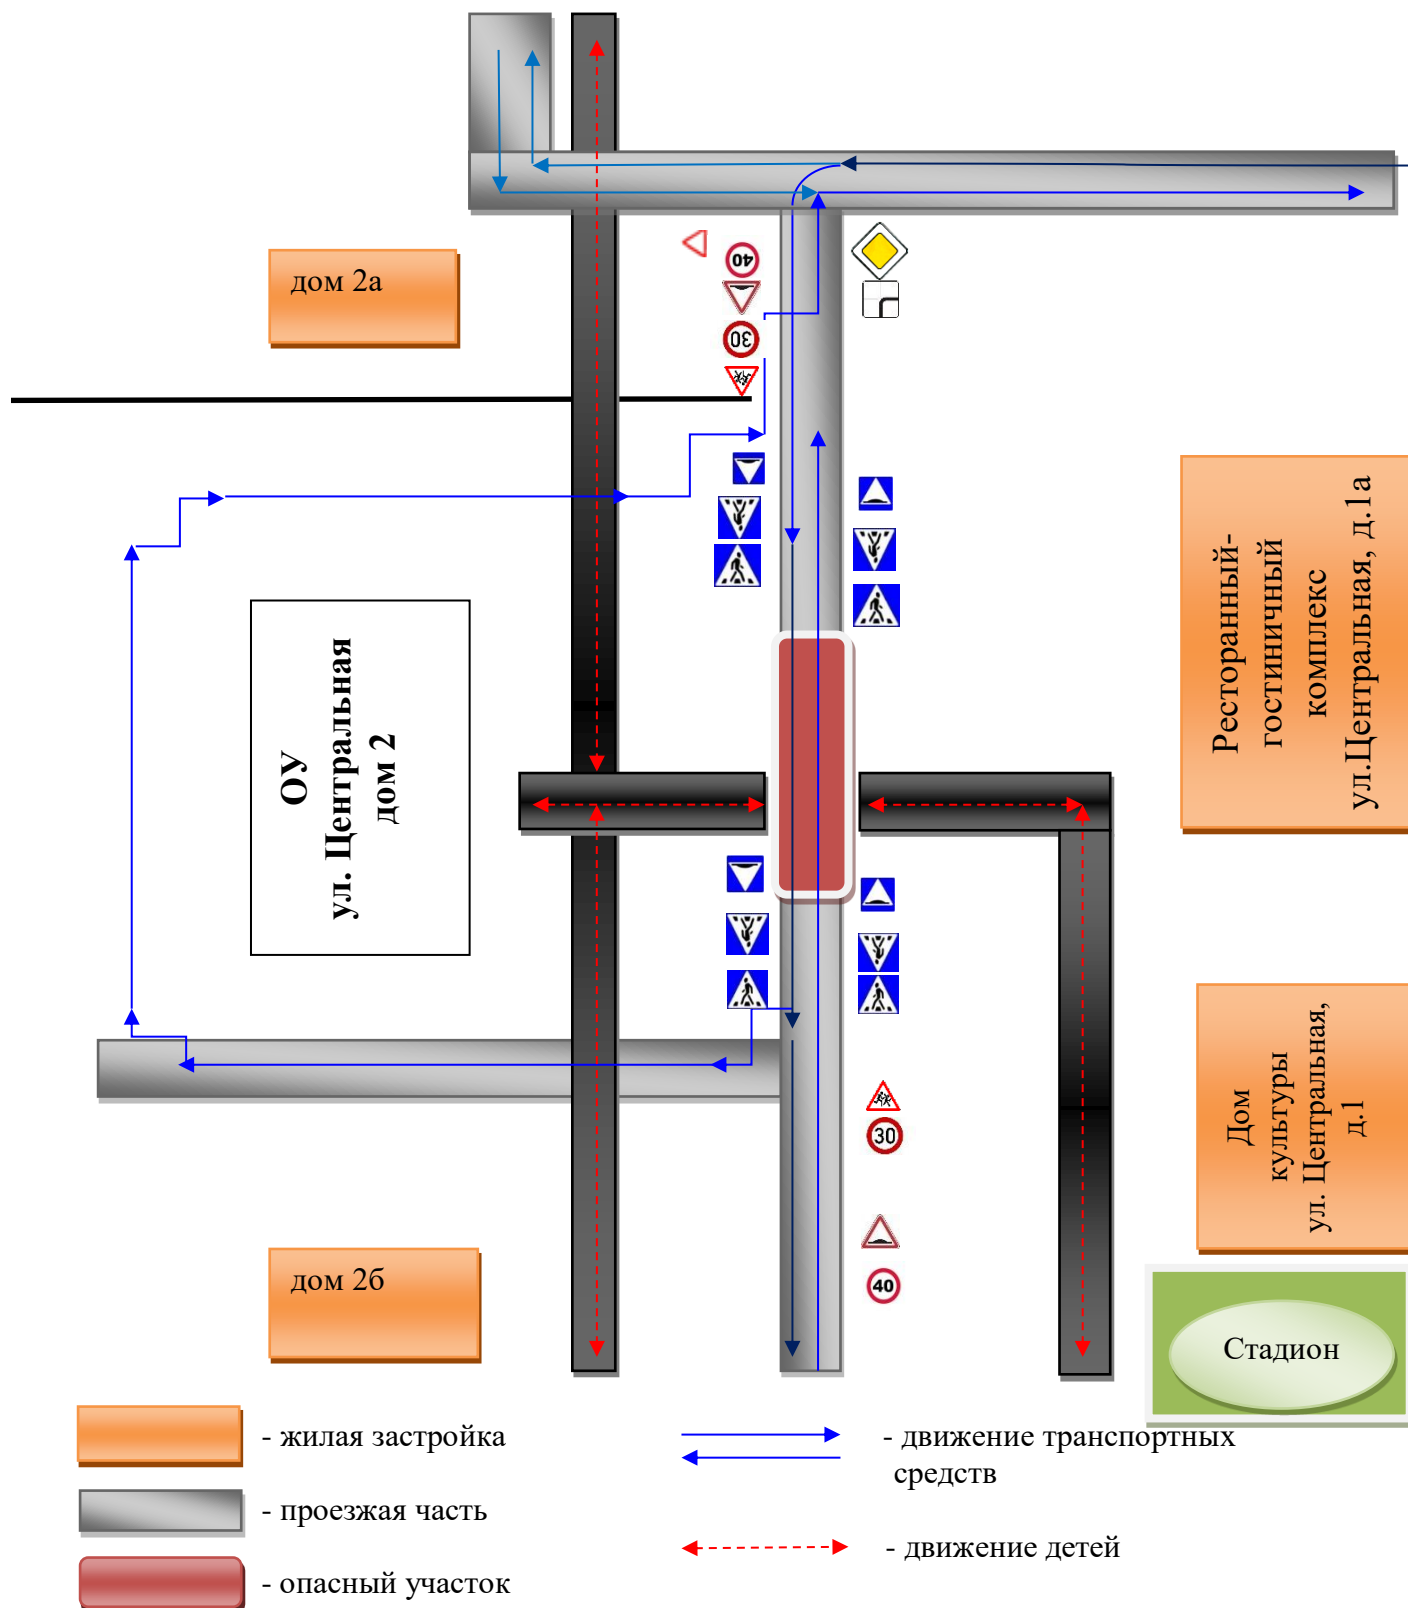 40
дом 2а
30
Ресторанный-
гостиничный
комплекс
ул.Центральная, д.1а
ОУ
ул. Центральная
дом 2
Дом
культуры
ул. Центральная,
д.1
30
40
дом 2б
Стадион
- жилая застройка
- движение транспортных
средств
- проезжая часть
- движение детей
- опасный участок